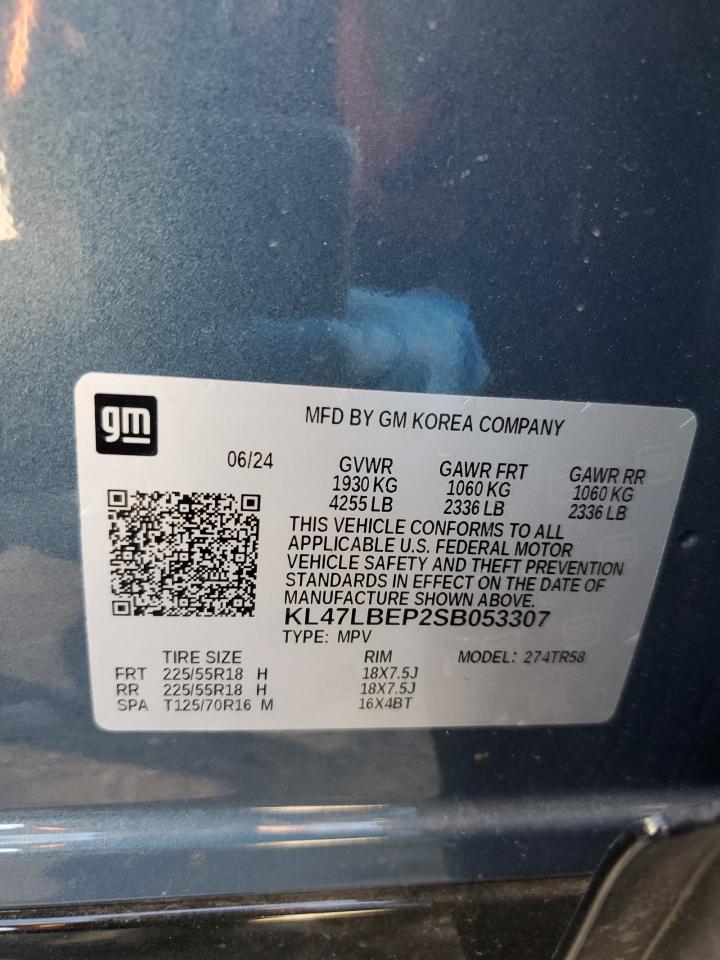 gm
MFD BY GM KOREA COMPANY
06/24 GVWR GAWR FRT GAWR RR
1930 KG 1060 KG 1060 KG
4255 LB 2336 LB 2336 LB
THIS VEHICLE CONFORMS TO ALL
APPLICABLE U.S. FEDERAL MOTOR
VEHICLE SAFETY AND THEFT PREVENTION
STANDARDS IN EFFECT ON THE DATE OF
MANUFACTURE SHOWN ABOVE.
KL47LBEP2SB053307
TYPE: MPV
TIRE SIZE RIM MODEL: 274TR58
FRT 225/55R18 H 18X7.5J
RR 225/55R18 H 18X7.5J
SPA T125/70R16 M 16X4BT